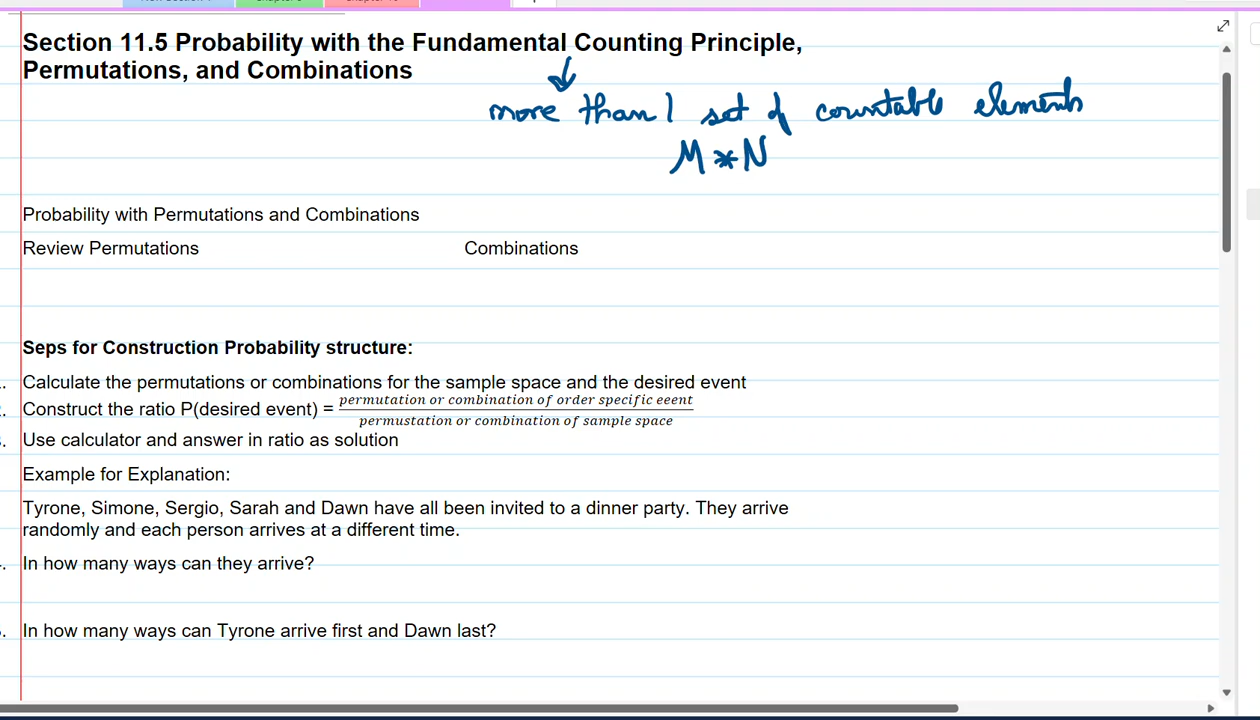 Section 11.5 Probability with the Fundamental Counting Principle,
Permutations, and Combinations
more than 1 set of countable elements
M * N
Probability with Permutations and Combinations
Review Permutations Combinations
Seps for Construction Probability structure:
Calculate the permutations or combinations for the sample space and the desired event
Construct the ratio P(desired event) = permutation or combination of order specific eeent
permustation or combination of sample space
Use calculator and answer in ratio as solution
Example for Explanation:
Tyrone, Simone, Sergio, Sarah and Dawn have all been invited to a dinner party. They arrive
randomly and each person arrives at a different time.
In how many ways can they arrive?
In how many ways can Tyrone arrive first and Dawn last?